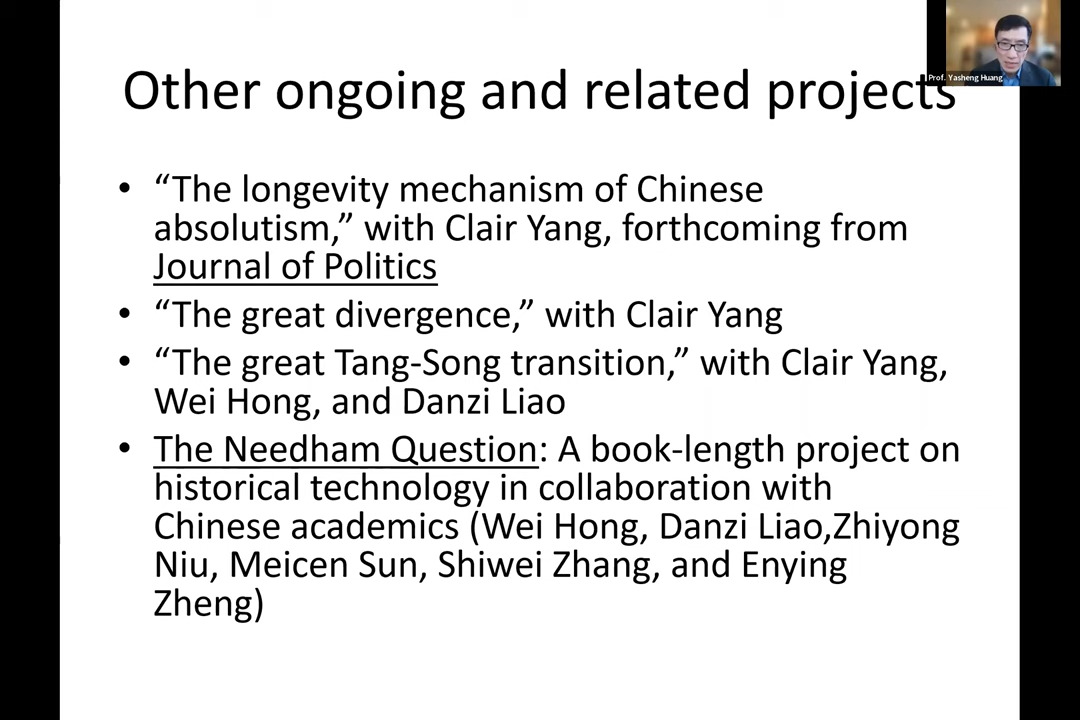 Prof. Yasheng Huang
Other ongoing and related projects
• “The longevity mechanism of Chinese
absolutism,” with Clair Yang, forthcoming from
Journal of Politics
• “The great divergence,” with Clair Yang
• “The great Tang-Song transition,” with Clair Yang,
Wei Hong, and Danzi Liao
• The Needham Question: A book-length project on
historical technology in collaboration with
Chinese academics (Wei Hong, Danzi Liao,Zhiyong
Niu, Meicen Sun, Shiwei Zhang, and Enying
Zheng)